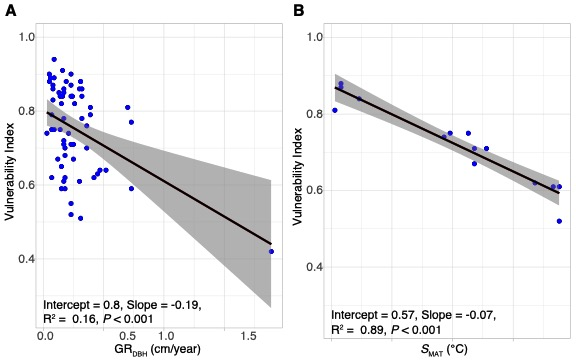 A
B
Vulnerability Index
1.0
0.8
0.6
0.4
Intercept = 0.8, Slope = -0.19,
R² = 0.16, P < 0.001
0.0
0.5
1.0
1.5
GR_DBH (cm/year)
Vulnerability Index
1.0
0.8
0.6
0.4
Intercept = 0.57, Slope = -0.07,
R² = 0.89, P < 0.001
S_MAT (°C)